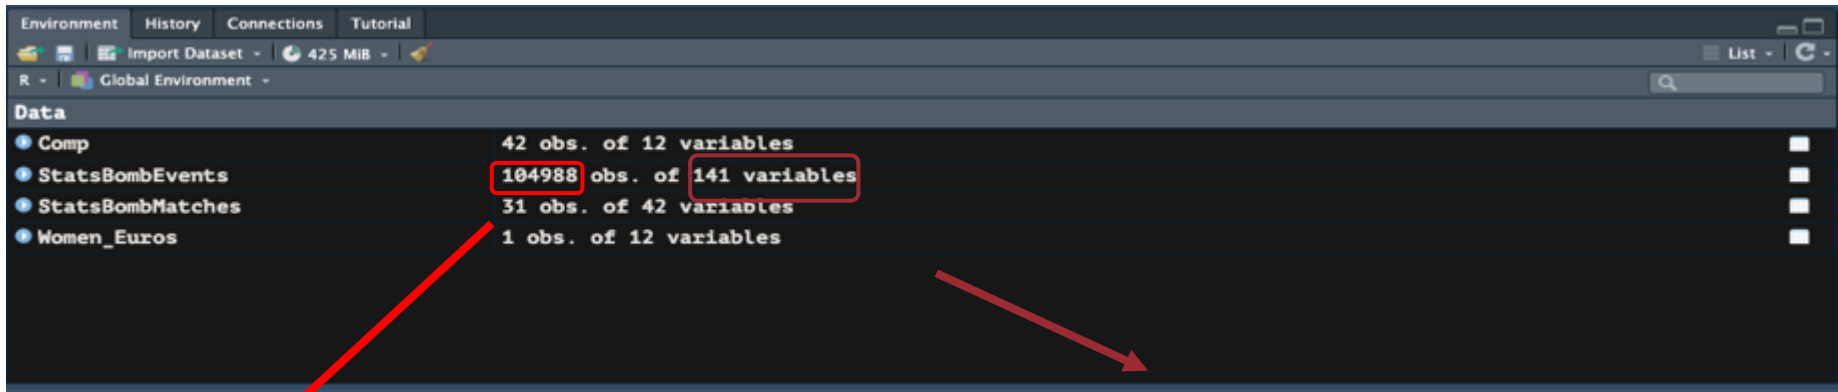 Environment History Connections Tutorial
Import Dataset 425 MiB List
R Global Environment
Data
Comp 42 obs. of 12 variables
StatsBombEvents 104988 obs. of 141 variables
StatsBombMatches 31 obs. of 42 variables
Women_Euros 1 obs. of 12 variables